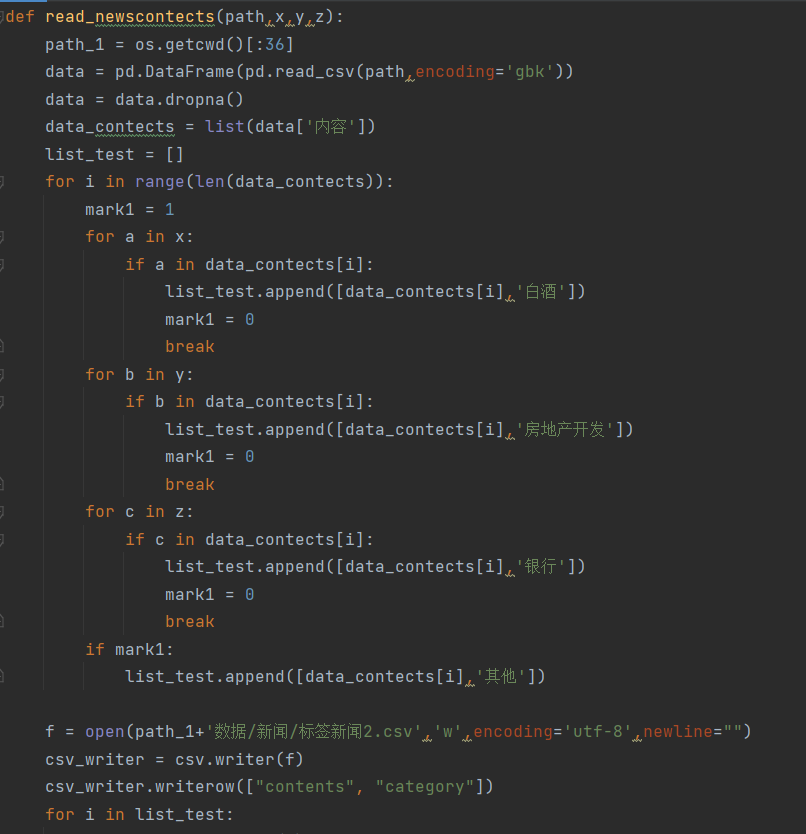 def read_newscontects(path,x,y,z):
    path_1 = os.getcwd()[:36]
    data = pd.DataFrame(pd.read_csv(path,encoding='gbk'))
    data = data.dropna()
    data_contects = list(data['内容'])
    list_test = []
    for i in range(len(data_contects)):
        mark1 = 1
        for a in x:
            if a in data_contects[i]:
                list_test.append([data_contects[i],'白酒'])
                mark1 = 0
                break
        for b in y:
            if b in data_contects[i]:
                list_test.append([data_contects[i],'房地产开发'])
                mark1 = 0
                break
        for c in z:
            if c in data_contects[i]:
                list_test.append([data_contects[i],'银行'])
                mark1 = 0
                break
        if mark1:
            list_test.append([data_contects[i],'其他'])
    f = open(path_1+'数据/新闻/标签新闻2.csv','w',encoding='utf-8',newline="")
    csv_writer = csv.writer(f)
    csv_writer.writerow(["contents", "category"])
    for i in list_test: